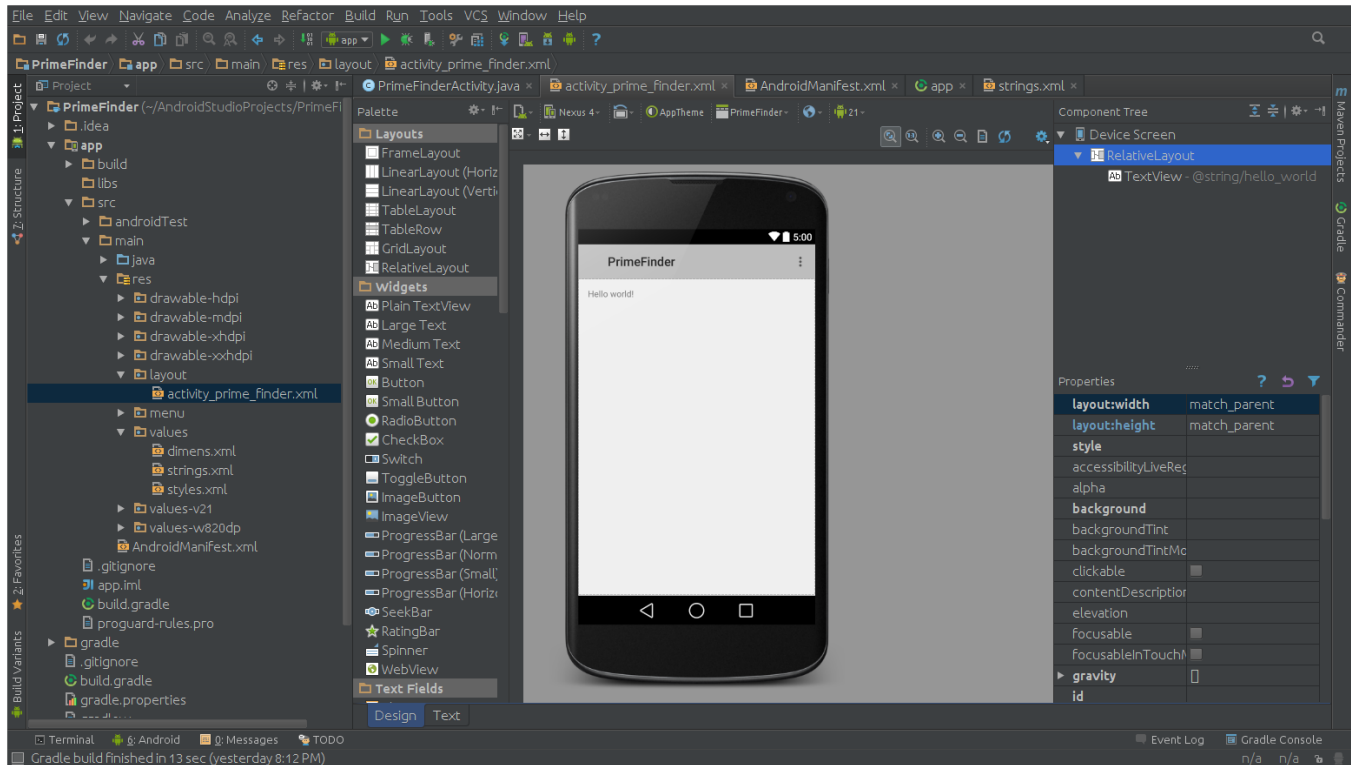 File Edit View Navigate Code Analyze Refactor Build Run Tools VCS Window Help
app
PrimeFinder app src main res layout activity_prime_finder.xml
1: Project
7: Structure
2: Favorites
Build Variants
Project
PrimeFinder (~/AndroidStudioProjects/PrimeFi
.idea
app
build
libs
src
androidTest
main
java
res
drawable-hdpi
drawable-mdpi
drawable-xhdpi
drawable-xxhdpi
layout
activity_prime_finder.xml
menu
values
dimens.xml
strings.xml
styles.xml
values-v21
values-w820dp
AndroidManifest.xml
.gitignore
app.iml
build.gradle
proguard-rules.pro
gradle
.gitignore
build.gradle
gradle.properties
PrimeFinderActivity.java × activity_prime_finder.xml × AndroidManifest.xml × app × strings.xml ×
Palette
Layouts
FrameLayout
LinearLayout (Horiz
LinearLayout (Verti
TableLayout
TableRow
GridLayout
RelativeLayout
Widgets
Plain TextView
Large Text
Medium Text
Small Text
Button
Small Button
RadioButton
CheckBox
Switch
ToggleButton
ImageButton
ImageView
ProgressBar (Large
ProgressBar (Norm
ProgressBar (Small)
ProgressBar (Horizo
SeekBar
RatingBar
Spinner
WebView
Text Fields
Design Text
Nexus 4 AppTheme PrimeFinder 21
5:00
PrimeFinder
Hello world!
Component Tree
Device Screen
RelativeLayout
Ab TextView - @string/hello_world
Properties
layout:width match_parent
layout:height match_parent
style
accessibilityLiveReg
alpha
background
backgroundTint
backgroundTintMo
clickable
contentDescription
elevation
focusable
focusableInTouchM
gravity []
id
Maven Projects
Gradle
Commander
Terminal 6: Android 0: Messages TODO Event Log Gradle Console
Gradle build finished in 13 sec (yesterday 8:12 PM) n/a n/a